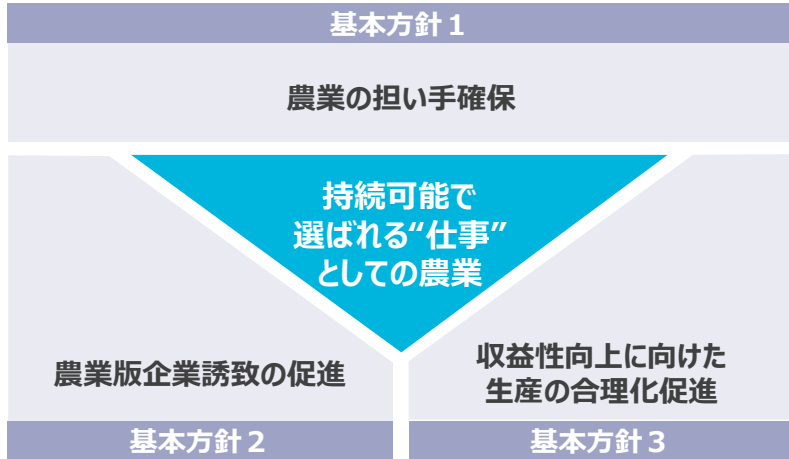 基本方針１
農業の担い手確保
持続可能で
選ばれる“仕事”
としての農業
農業版企業誘致の促進
基本方針２
収益性向上に向けた
生産の合理化促進
基本方針３